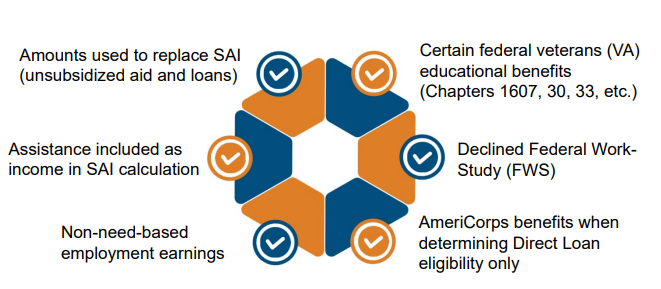 Amounts used to replace SAI
(unsubsidized aid and loans)
Certain federal veterans (VA)
educational benefits
(Chapters 1607, 30, 33, etc.)
Assistance included as
income in SAI calculation
Declined Federal Work-
Study (FWS)
Non-need-based
employment earnings
AmeriCorps benefits when
determining Direct Loan
eligibility only